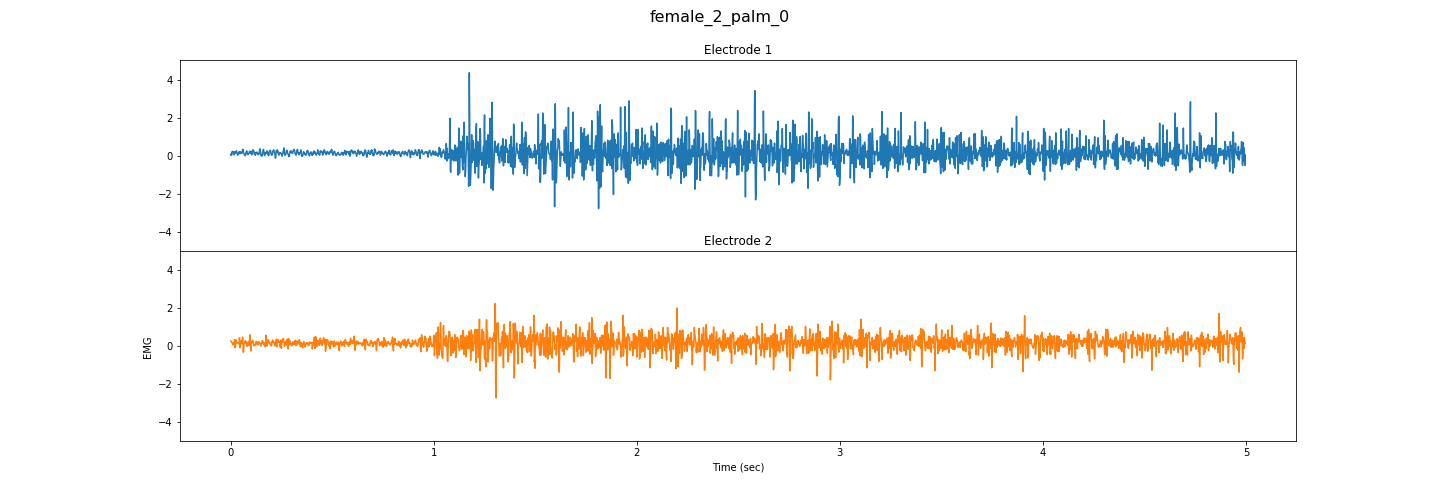 female_2_palm_0
Electrode 1
4
2
0
−2
−4
Electrode 2
4
2
0
−2
−4
EMG
0 1 2 3 4 5
Time (sec)